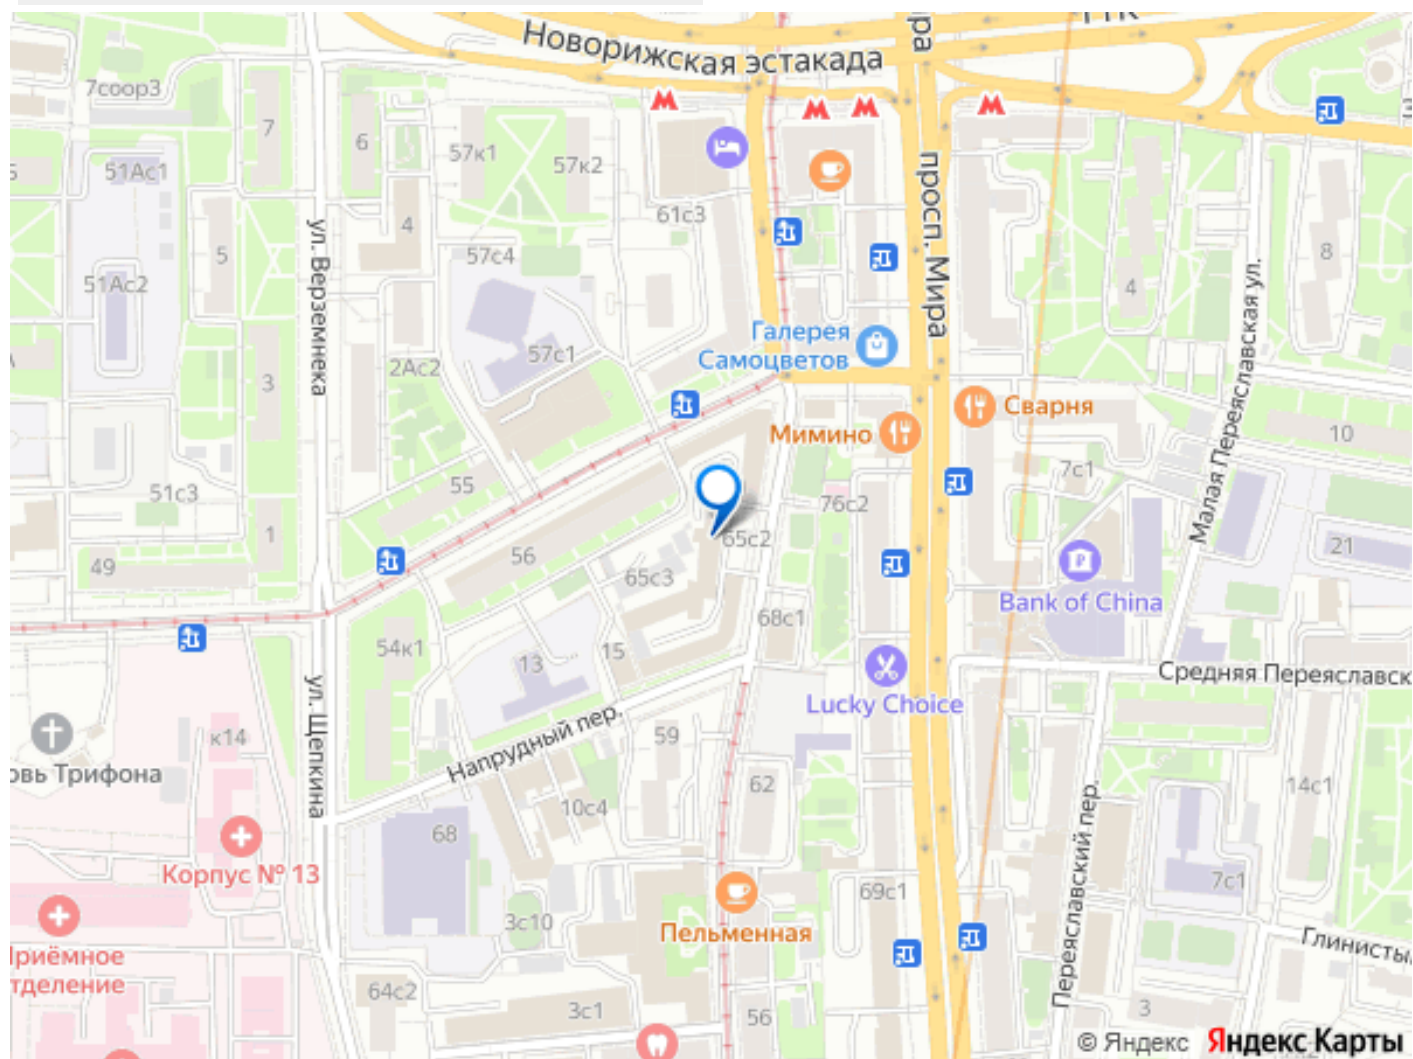 Новорижская эстакада
7соор3
7
6
57к1
57к2
51Ас1
4
61с3
просп. Мира
ул. Верземнека
5
57с4
8
51Ас2
4
Малая Переяславская ул.
Галерея
Самоцветов
57с1
2Ас2
3
Сварня
Мимино
10
7с1
55
51с3
76с2
1
65с2
21
49
56
65с3
Bank of China
68с1
54к1
15
13
Средняя Переяславск
ул. Щепкина
Lucky Choice
Напрудный пер.
59
к14
овь Трифона
62
14с1
10с4
68
Переяславский пер.
Корпус № 13
69с1
7с1
3с10
Пельменная
Глинисты
риёмное
тделение
64с2
3с1
56
3
© Яндекс Яндекс Карты